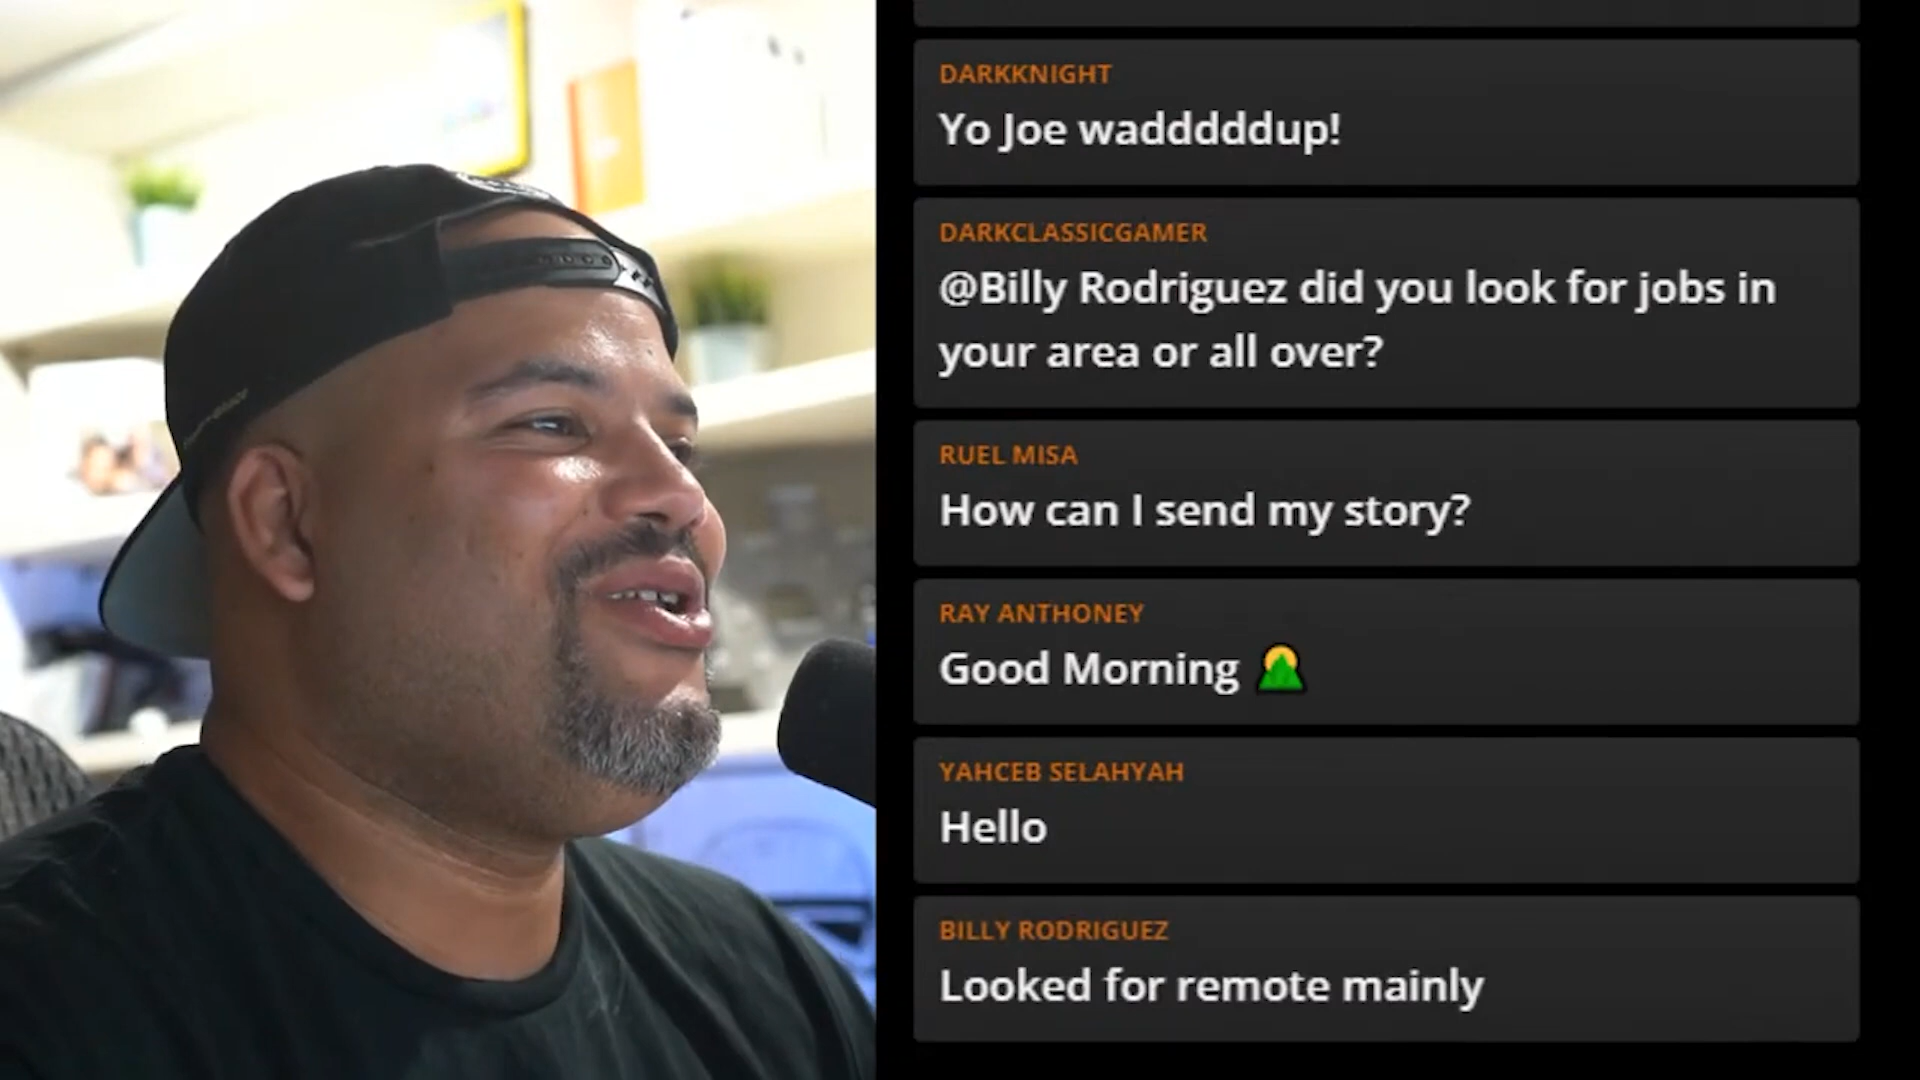 DARKKNIGHT
Yo Joe wadddddup!
DARKCLASSICGAMER
@Billy Rodriguez did you look for jobs in
your area or all over?
RUEL MISA
How can I send my story?
RAY ANTHONEY
Good Morning
YAHCEB SELAHYAH
Hello
BILLY RODRIGUEZ
Looked for remote mainly